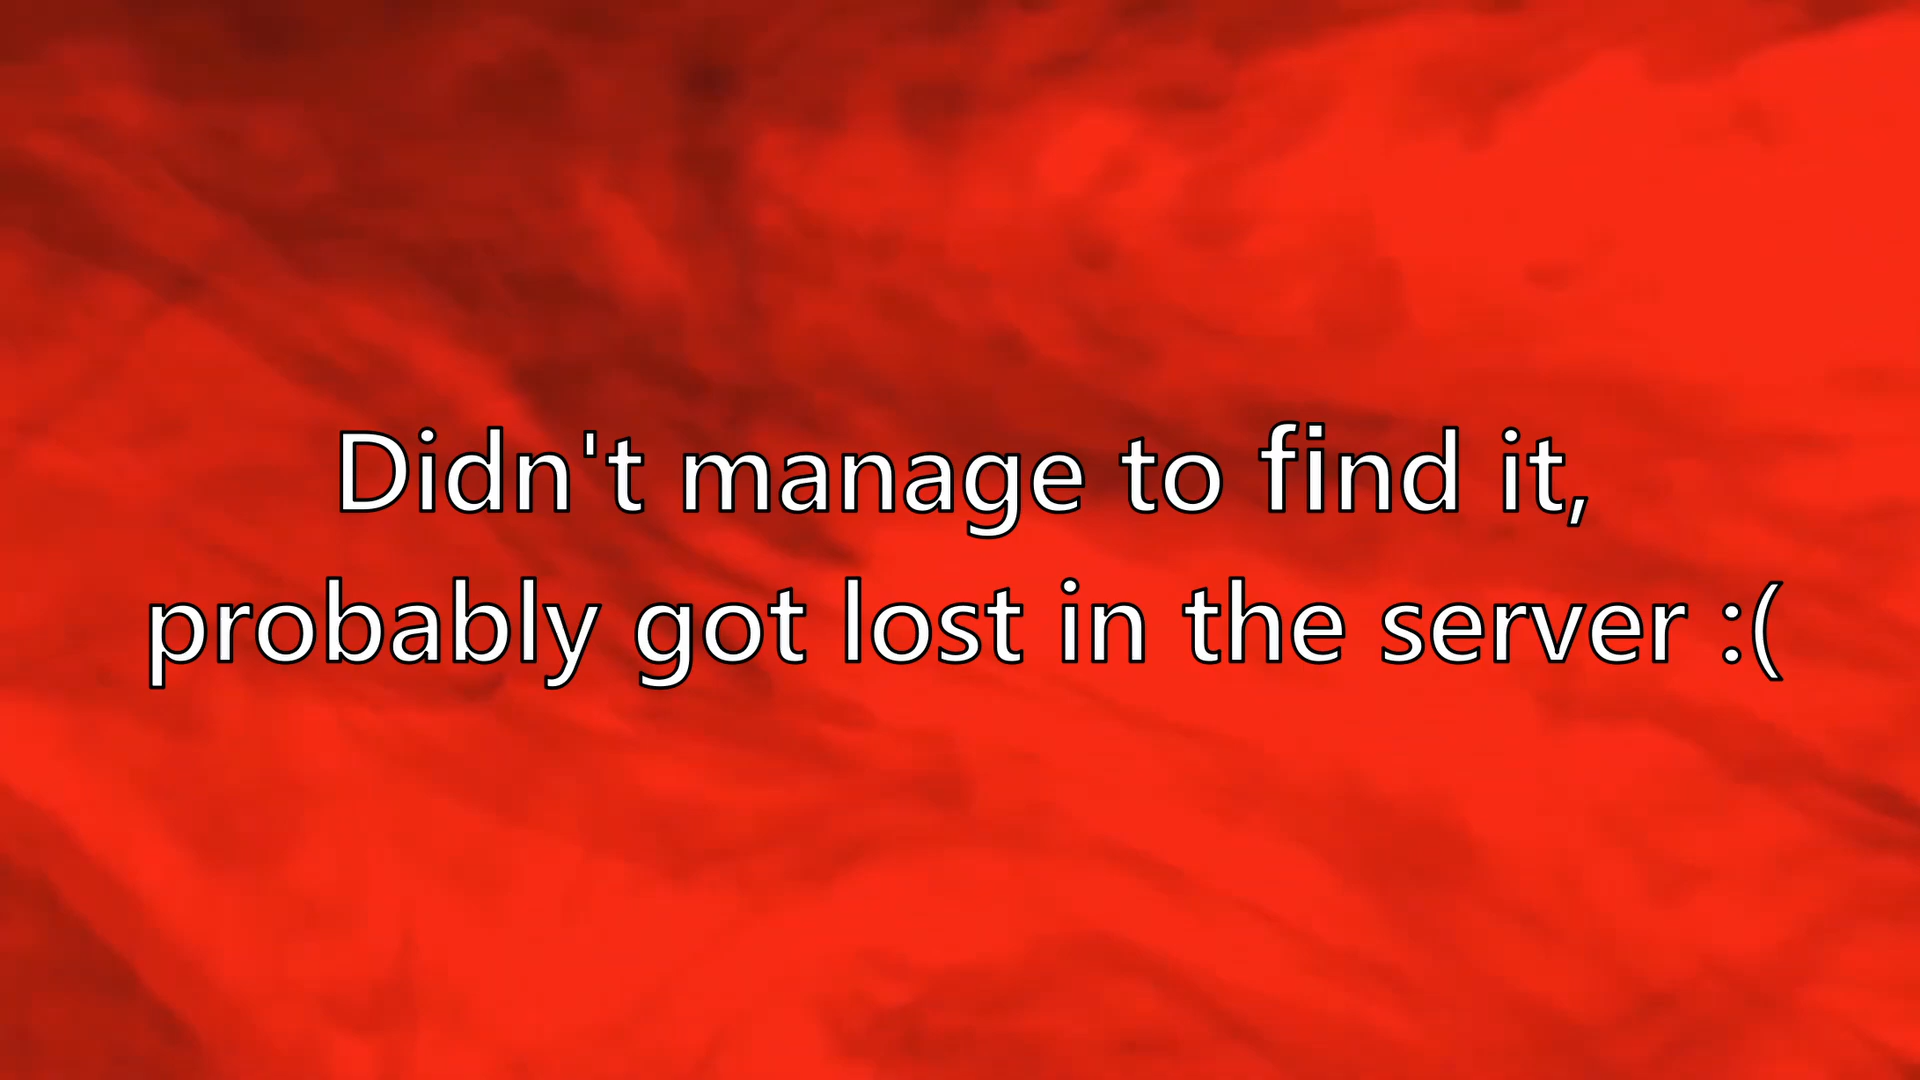 Didn't manage to find it,
probably got lost in the server :(